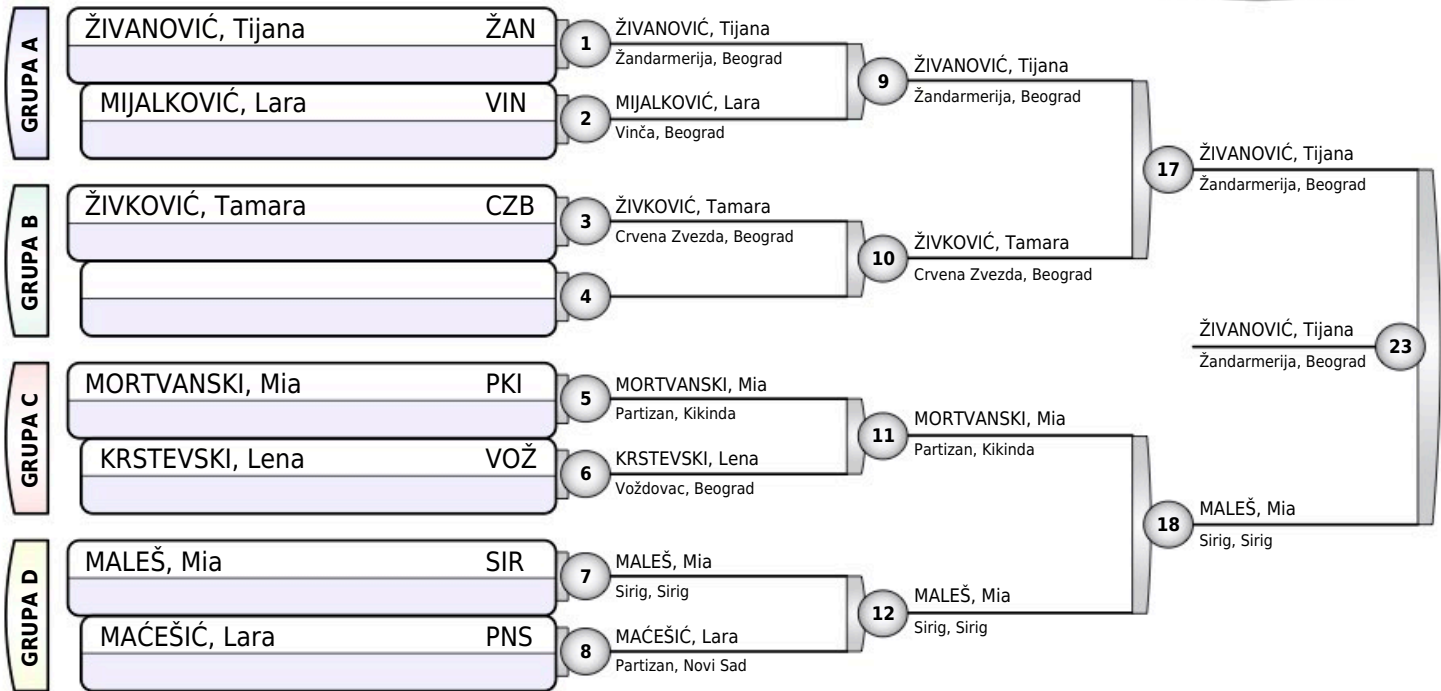 GRUPA A
ŽIVANOVIĆ, Tijana ŽAN
MIJALKOVIĆ, Lara VIN
GRUPA B
ŽIVKOVIĆ, Tamara CZB
GRUPA C
MORTVANSKI, Mia PKI
KRSTEVSKI, Lena VOŽ
GRUPA D
MALEŠ, Mia SIR
MAĆEŠIĆ, Lara PNS
1
ŽIVANOVIĆ, Tijana
Žandarmerija, Beograd
2
MIJALKOVIĆ, Lara
Vinča, Beograd
3
ŽIVKOVIĆ, Tamara
Crvena Zvezda, Beograd
4
5
MORTVANSKI, Mia
Partizan, Kikinda
6
KRSTEVSKI, Lena
Voždovac, Beograd
7
MALEŠ, Mia
Sirig, Sirig
8
MAĆEŠIĆ, Lara
Partizan, Novi Sad
9
ŽIVANOVIĆ, Tijana
Žandarmerija, Beograd
10
ŽIVKOVIĆ, Tamara
Crvena Zvezda, Beograd
11
MORTVANSKI, Mia
Partizan, Kikinda
12
MALEŠ, Mia
Sirig, Sirig
17
ŽIVANOVIĆ, Tijana
Žandarmerija, Beograd
18
MALEŠ, Mia
Sirig, Sirig
ŽIVANOVIĆ, Tijana
Žandarmerija, Beograd
23